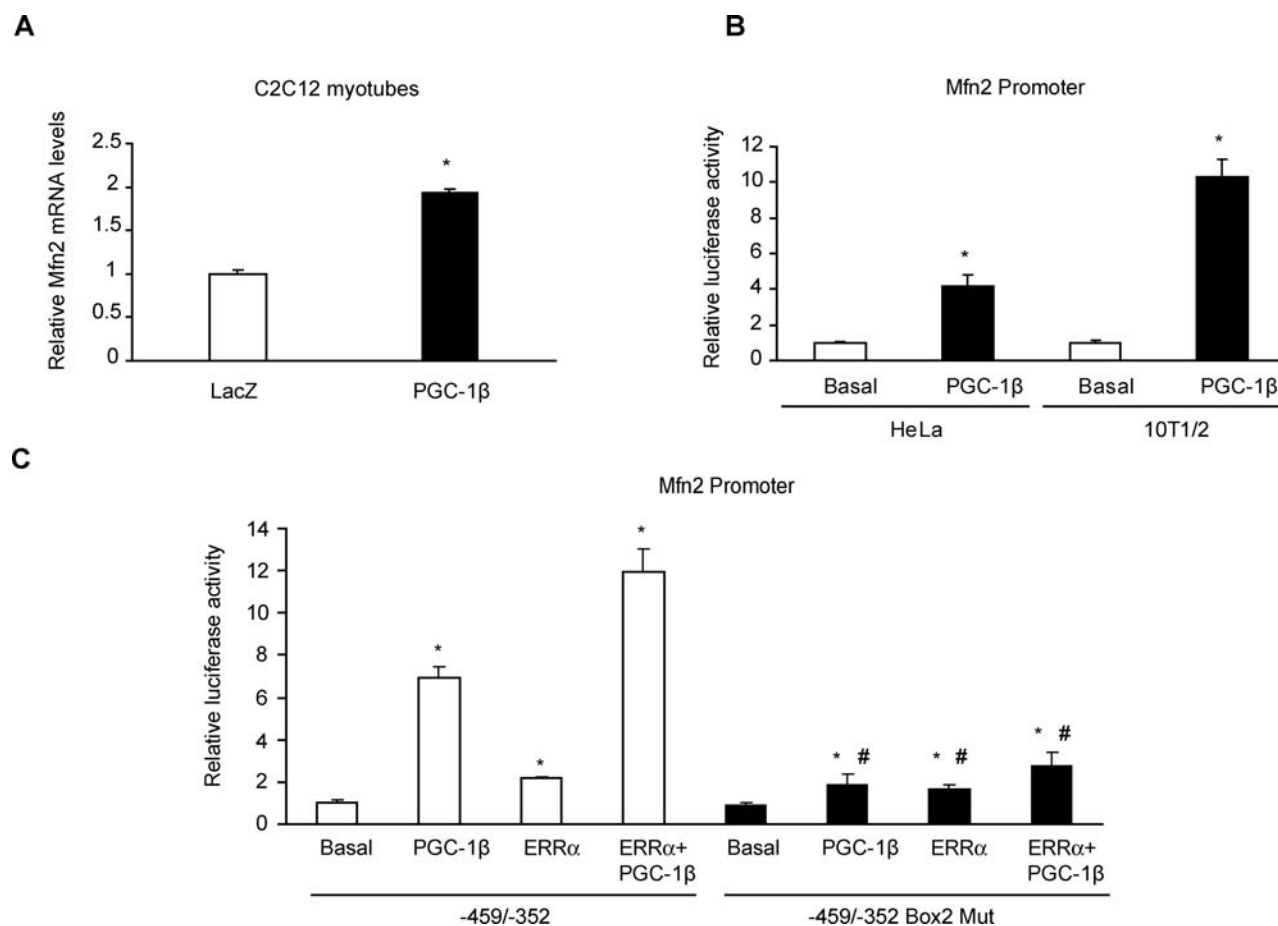 A
C2C12 myotubes
Relative Mfn2 mRNA levels
2.5
2
1.5
1
0.5
0
*
LacZ
PGC-1β
B
Mfn2 Promoter
Relative luciferase activity
12
10
8
6
4
2
0
*
*
Basal
PGC-1β
Basal
PGC-1β
HeLa
10T1/2
C
Mfn2 Promoter
Relative luciferase activity
14
12
10
8
6
4
2
0
*
*
*
* #
* #
* #
Basal
PGC-1β
ERRα
ERRα+
PGC-1β
Basal
PGC-1β
ERRα
ERRα+
PGC-1β
-459/-352
-459/-352 Box2 Mut